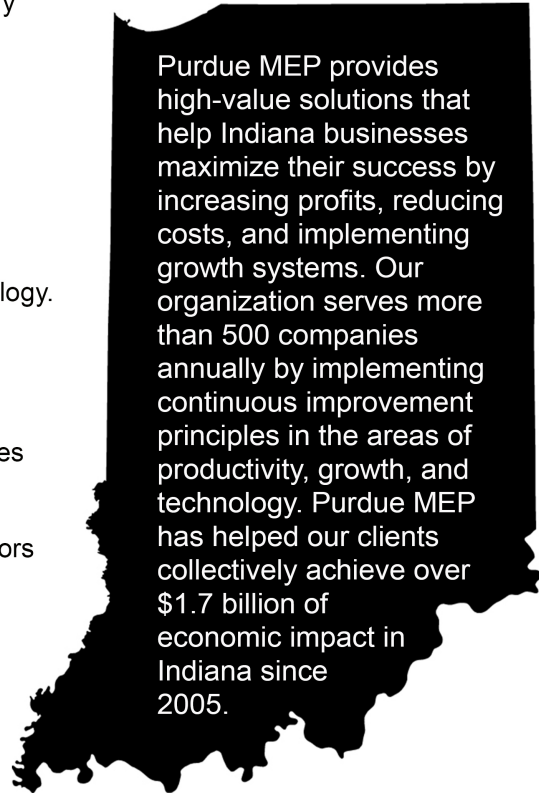 y
Purdue MEP provides
high-value solutions that
help Indiana businesses
maximize their success by
increasing profits, reducing
costs, and implementing
growth systems. Our
logy.
organization serves more
than 500 companies
annually by implementing
continuous improvement
principles in the areas of
es
productivity, growth, and
technology. Purdue MEP
has helped our clients
ors
collectively achieve over
$1.7 billion of
economic impact in
Indiana since
2005.